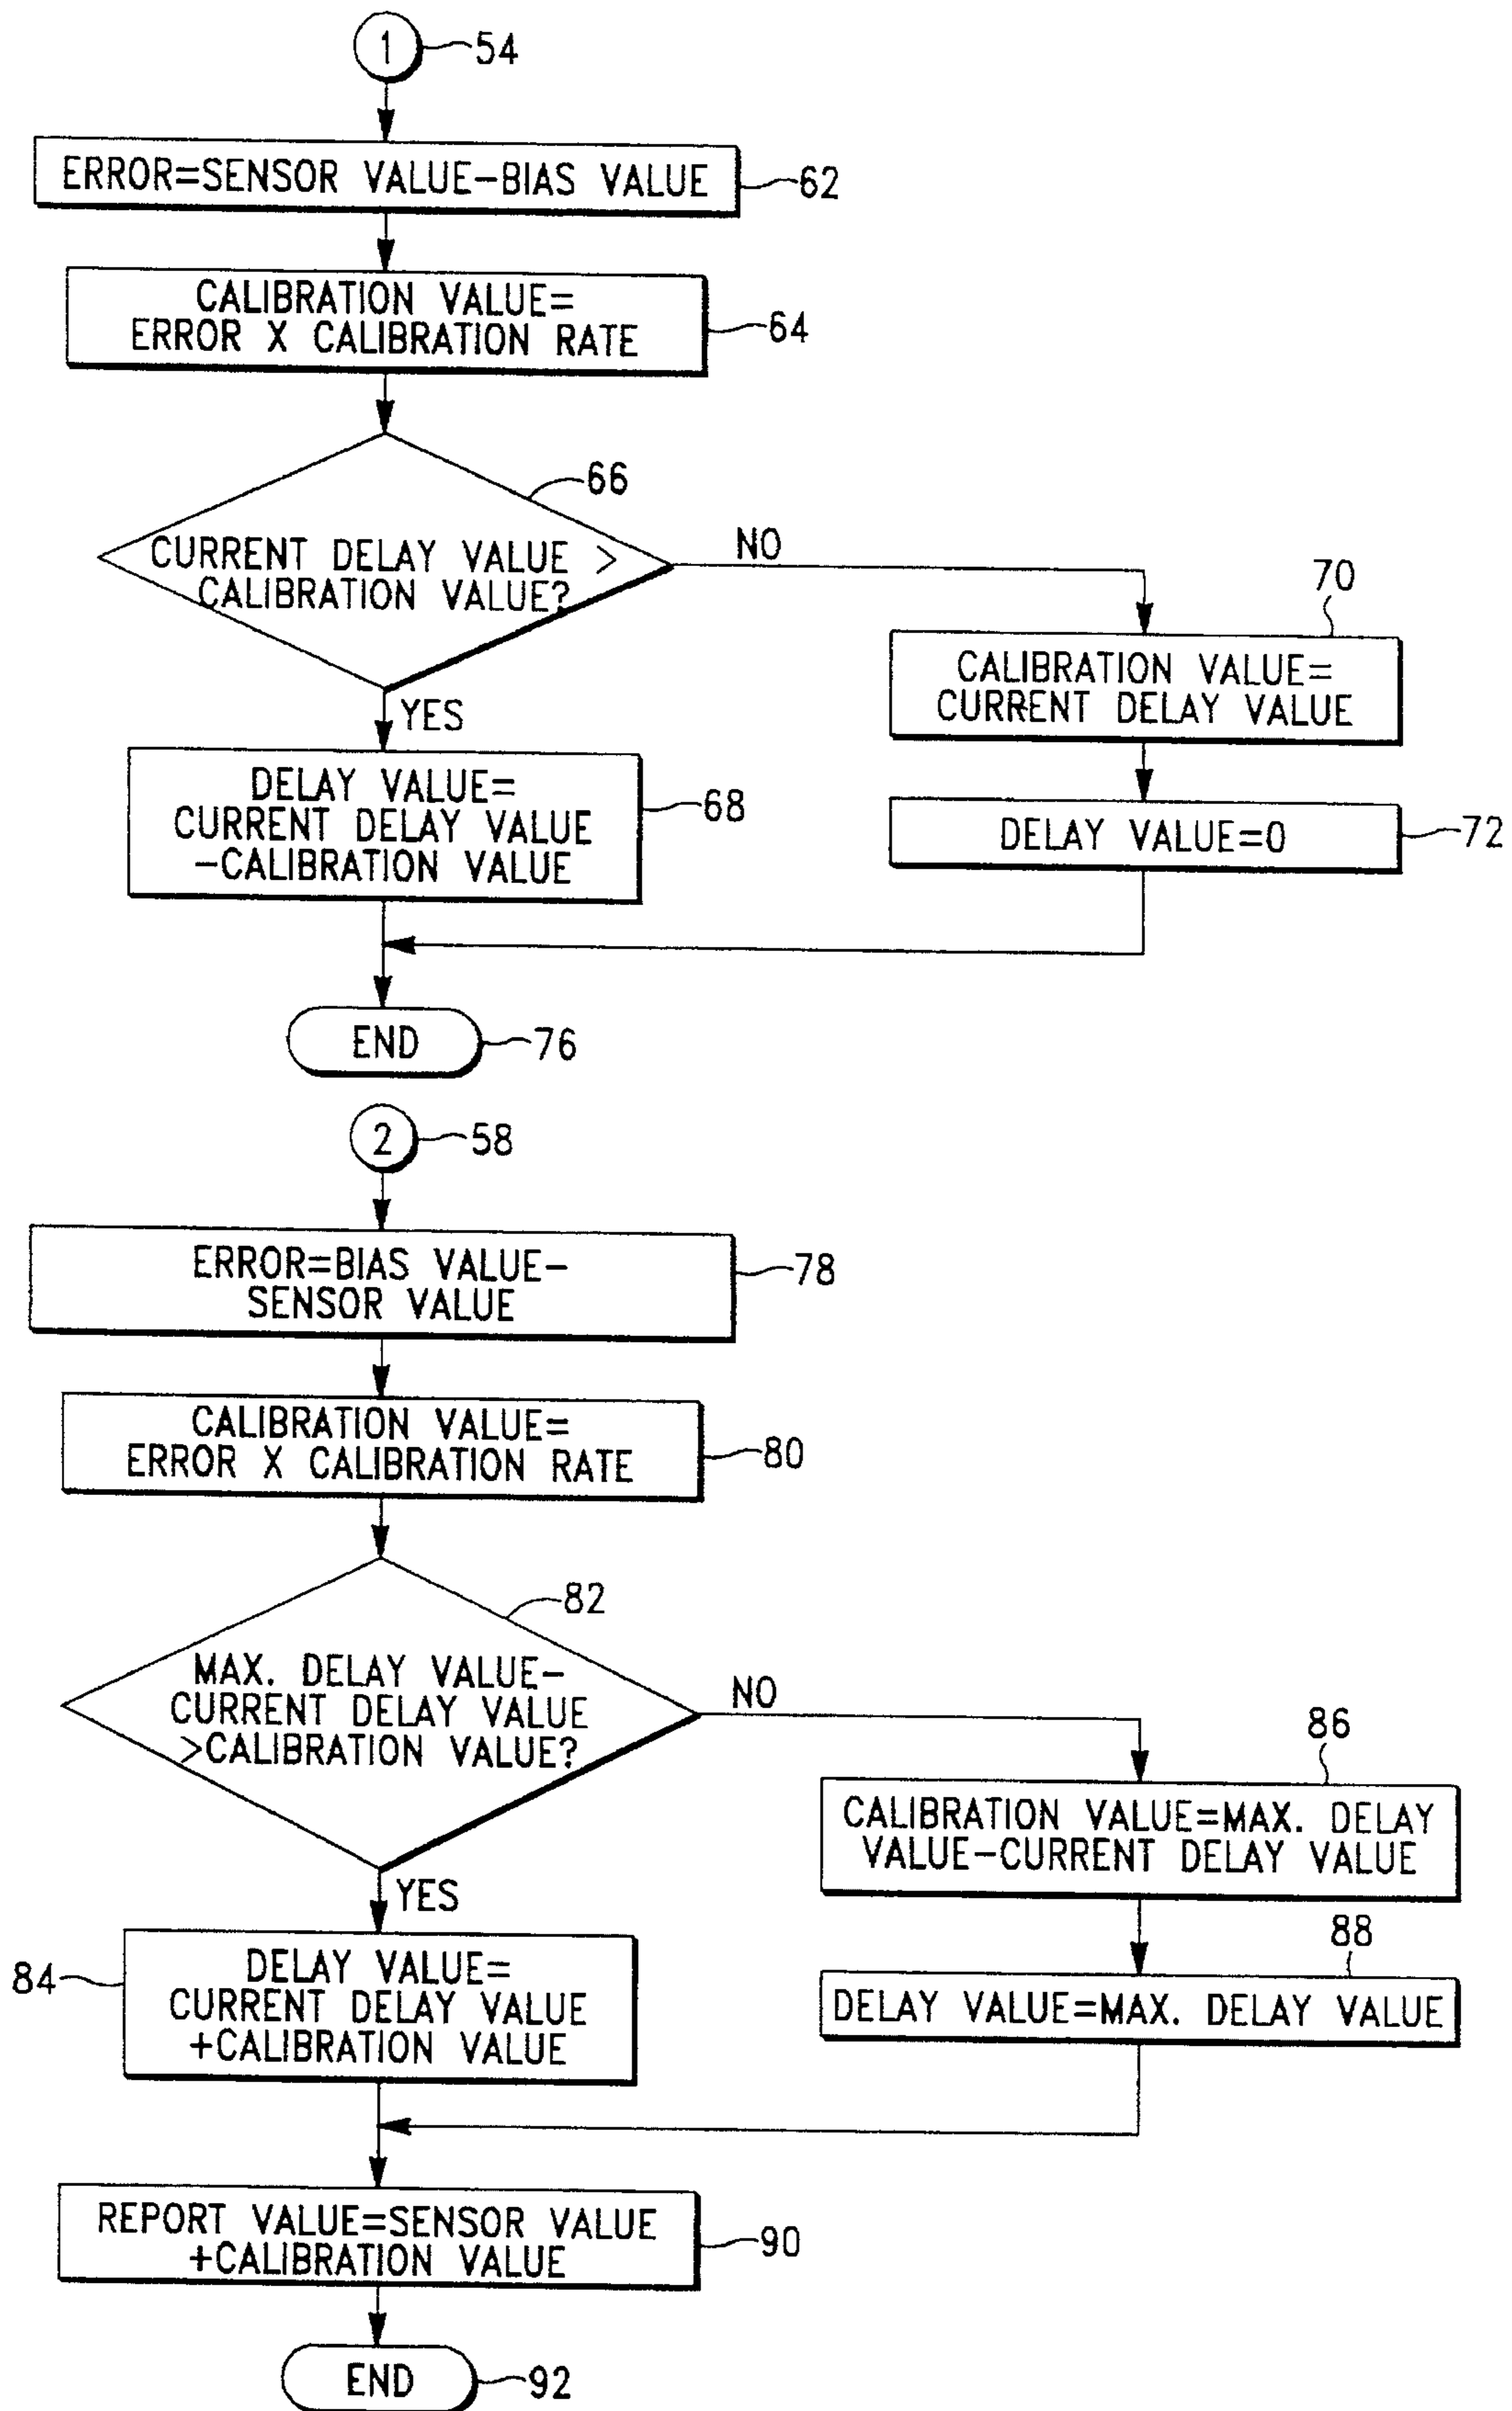 1
54
ERROR=SENSOR VALUE-BIAS VALUE
62
CALIBRATION VALUE=
ERROR X CALIBRATION RATE
64
66
CURRENT DELAY VALUE >
CALIBRATION VALUE?
NO
YES
70
CALIBRATION VALUE=
CURRENT DELAY VALUE
DELAY VALUE=
CURRENT DELAY VALUE
-CALIBRATION VALUE
68
DELAY VALUE=0
72
END
76
2
58
ERROR=BIAS VALUE-
SENSOR VALUE
78
CALIBRATION VALUE=
ERROR X CALIBRATION RATE
80
82
MAX. DELAY VALUE-
CURRENT DELAY VALUE
>CALIBRATION VALUE?
NO
YES
86
CALIBRATION VALUE=MAX. DELAY
VALUE-CURRENT DELAY VALUE
84
DELAY VALUE=
CURRENT DELAY VALUE
+CALIBRATION VALUE
88
DELAY VALUE=MAX. DELAY VALUE
REPORT VALUE=SENSOR VALUE
+CALIBRATION VALUE
90
END
92